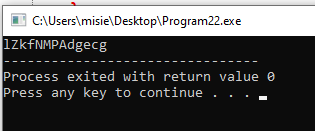 C:\Users\misie\Desktop\Program22.exe
lZkfNMPAdgecg
--------------------------------
Process exited with return value 0
Press any key to continue . . .